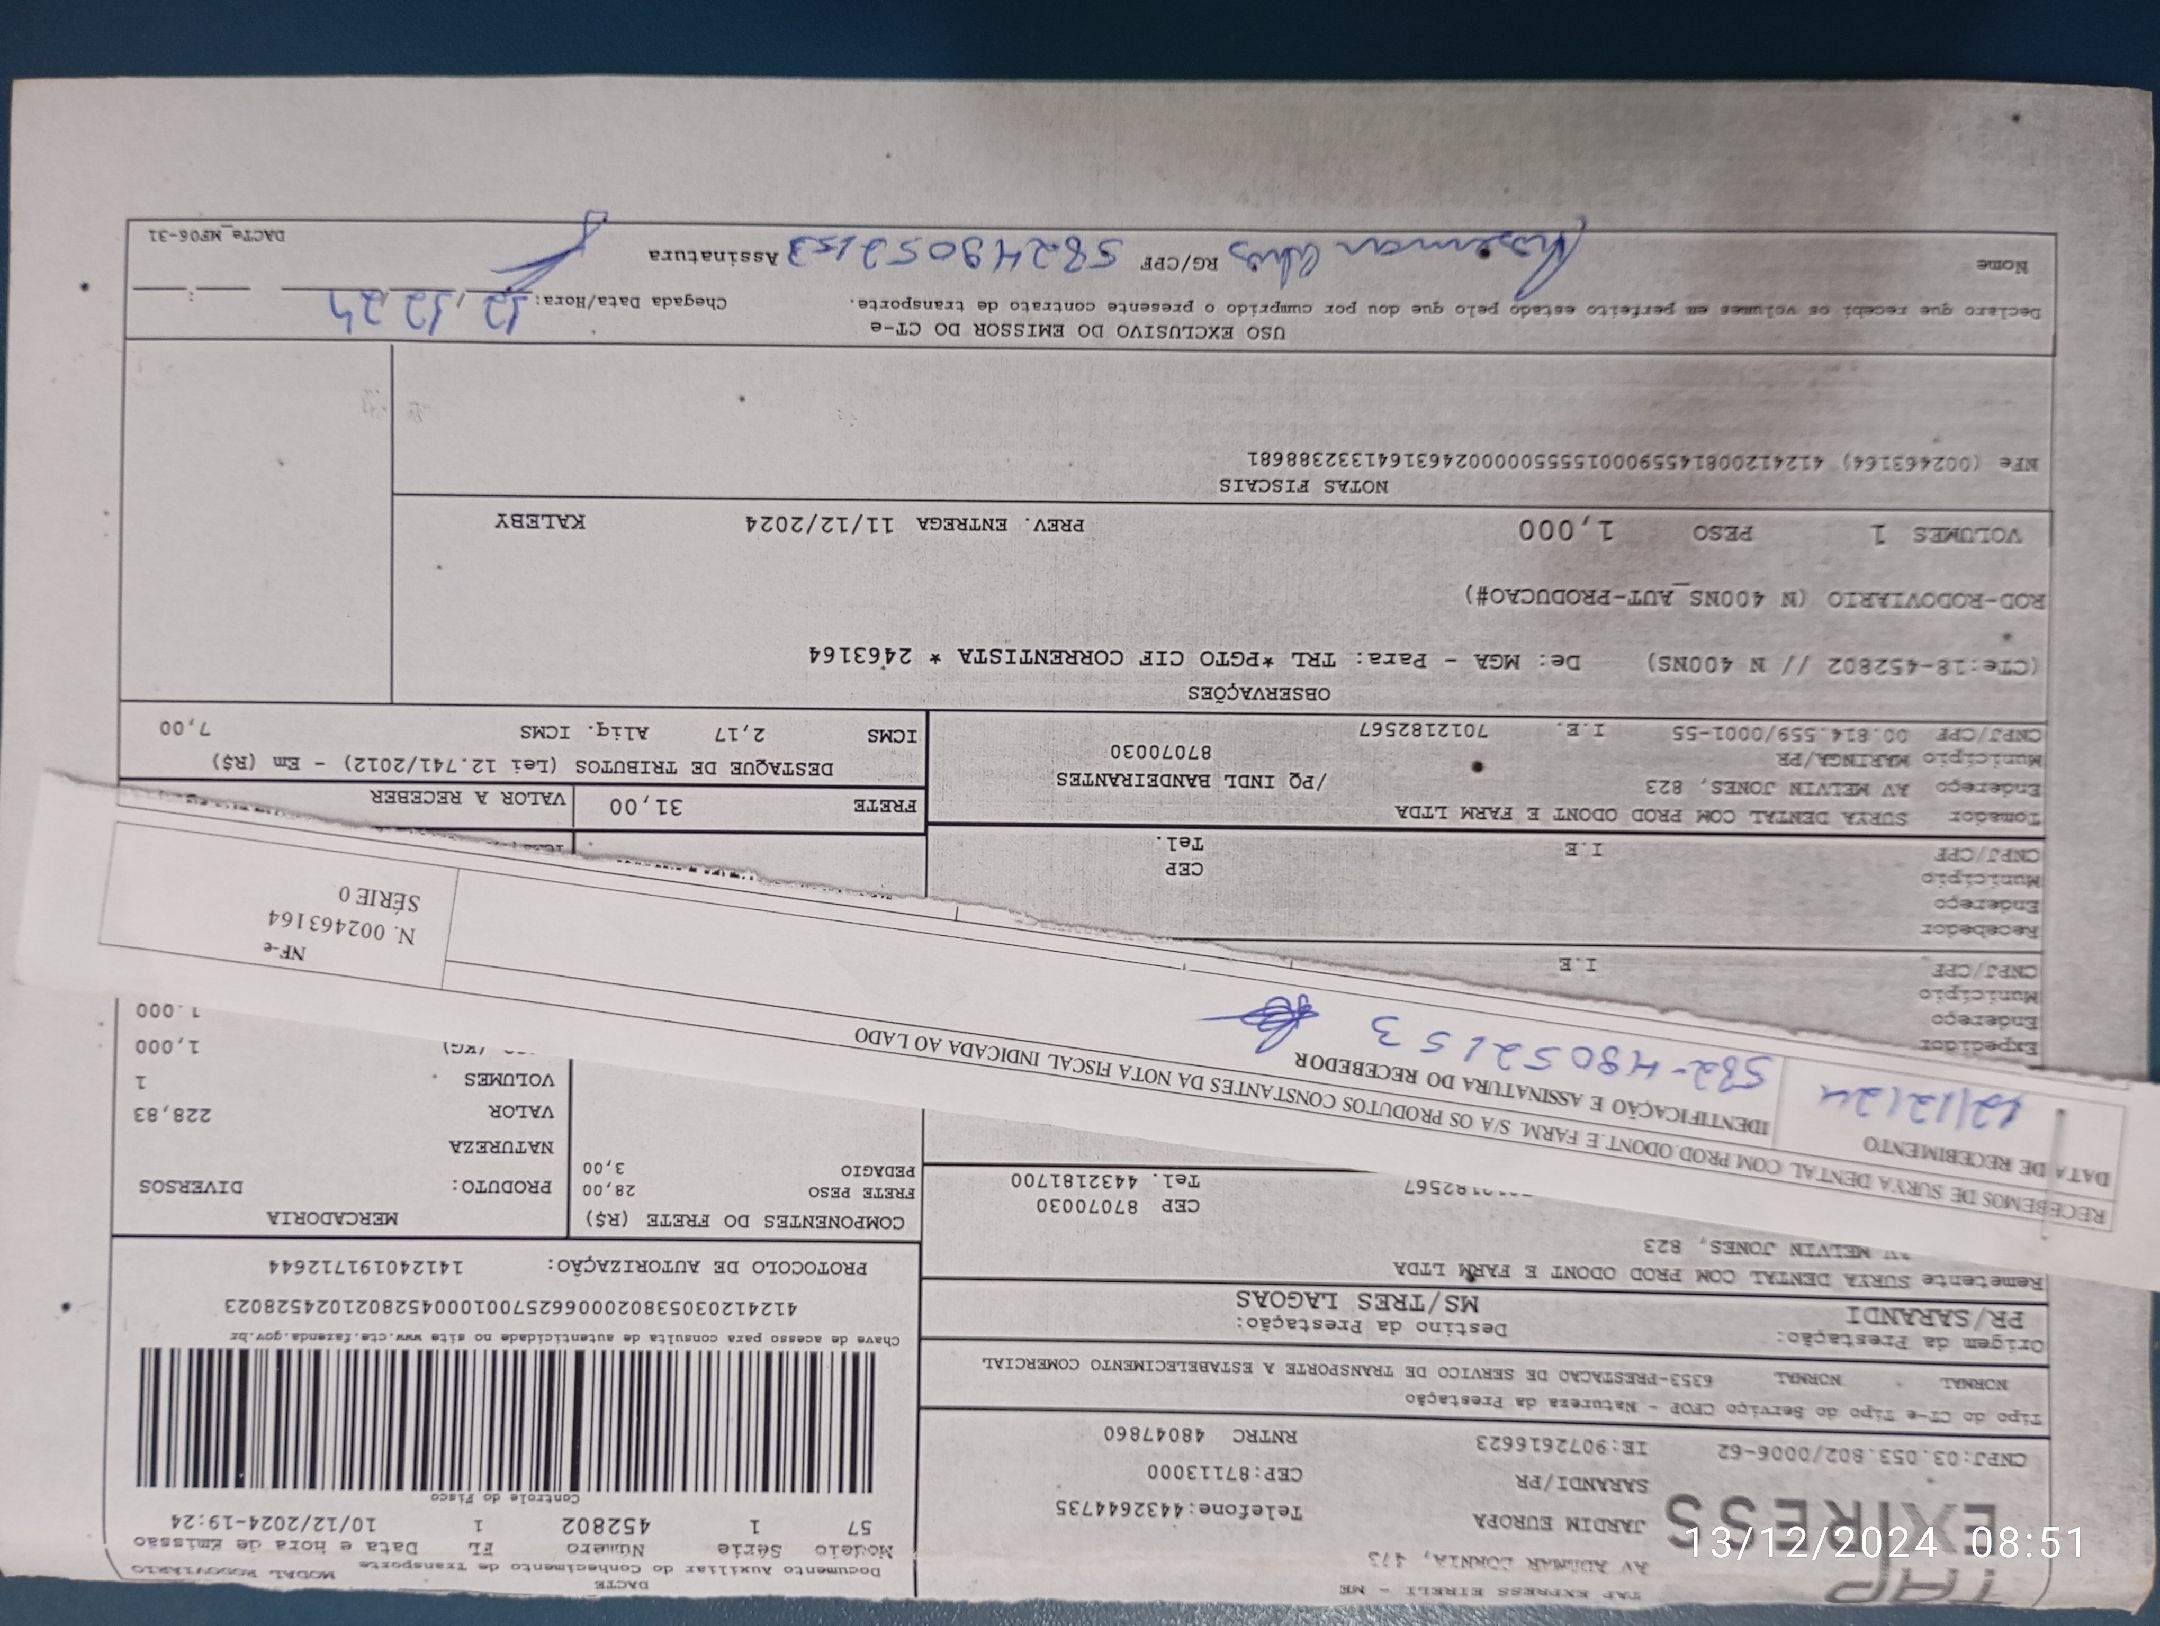 DACTE
TAP EXPRESS EIRELI - ME
Documento Auxiliar do Conhecimento de Transporte MODAL RODOVIÁRIO
TAP
EXPRESS
AV ADEMAR BORNIA, 473
JARDIM EUROPA Telefone:4432644735
SARANDI/PR CEP:87113000
CNPJ:03.053.802/0006-62 IE:9072616623 RNTRC 48047860
Modelo Série Número FL Data e hora de Emissão
57 1 452802 1 10/12/2024-19:24
Controle do Fisco
Tipo do CT-e Tipo do Serviço CFOP - Natureza da Prestação
NORMAL NORMAL 6353-PRESTACAO DE SERVICO DE TRANSPORTE A ESTABELECIMENTO COMERCIAL
Chave de acesso para consulta de autenticidade no site www.cte.fazenda.gov.br
41241203053802000662570010004528021024528023
Origem da Prestação: Destino da Prestação:
PR/SARANDI MS/TRES LAGOAS
PROTOCOLO DE AUTORIZAÇÃO: 141240191712644
Remetente SURYA DENTAL COM PROD ODONT E FARM LTDA
AV MELVIN JONES, 823
CEP 87070030
82567 Tel. 4432181700
COMPONENTES DO FRETE (R$)
FRETE PESO 28,00
PEDAGIO 3,00
MERCADORIA
PRODUTO: DIVERSOS
NATUREZA
VALOR 228,83
VOLUMES 1
(KG) 1,000
1.000
RECEBEMOS DE SURYA DENTAL COM.PROD.ODONT.E FARM. S/A OS PRODUTOS CONSTANTES DA NOTA FISCAL INDICADA AO LADO
DATA DE RECEBIMENTO IDENTIFICAÇÃO E ASSINATURA DO RECEBEDOR
12/12/24 582-48052153
NF-e
N. 002463164
SÉRIE 0
Expedidor
Endereço
Município
CNPJ/CPF I.E
Recebedor
Endereço
Município CEP
CNPJ/CPF I.E Tel.
Tomador SURYA DENTAL COM PROD ODONT E FARM LTDA
Endereço AV MELVIN JONES, 823 /PQ INDL BANDEIRANTES
Município MARINGA/PR 87070030
CNPJ/CPF 00.814.559/0001-55 I.E. 7012182567
FRETE 31,00 VALOR A RECEBER
DESTAQUE DE TRIBUTOS (Lei 12.741/2012) - Em (R$)
ICMS 2,17 Aliq. ICMS 7,00
OBSERVAÇÕES
(CTe:18-452802 // N 400NS) De: MGA - Para: TRL *PGTO CIF CORRENTISTA * 2463164
ROD-RODOVIARIO (N 400NS_AUT-PRODUCAO#)
VOLUMES 1 PESO 1,000 PREV. ENTREGA 11/12/2024 KALEBY
NOTAS FISCAIS
NFe (002463164) 41241200814559000155550000024631641332388681
USO EXCLUSIVO DO EMISSOR DO CT-e
Declaro que recebi os volumes em perfeito estado pelo que dou por cumprido o presente contrato de transporte. Chegada Data/Hora: 12,12 24
Nome RG/CPF 58248052153 Assinatura
DACTe_MF06-31
13/12/2024 08:51